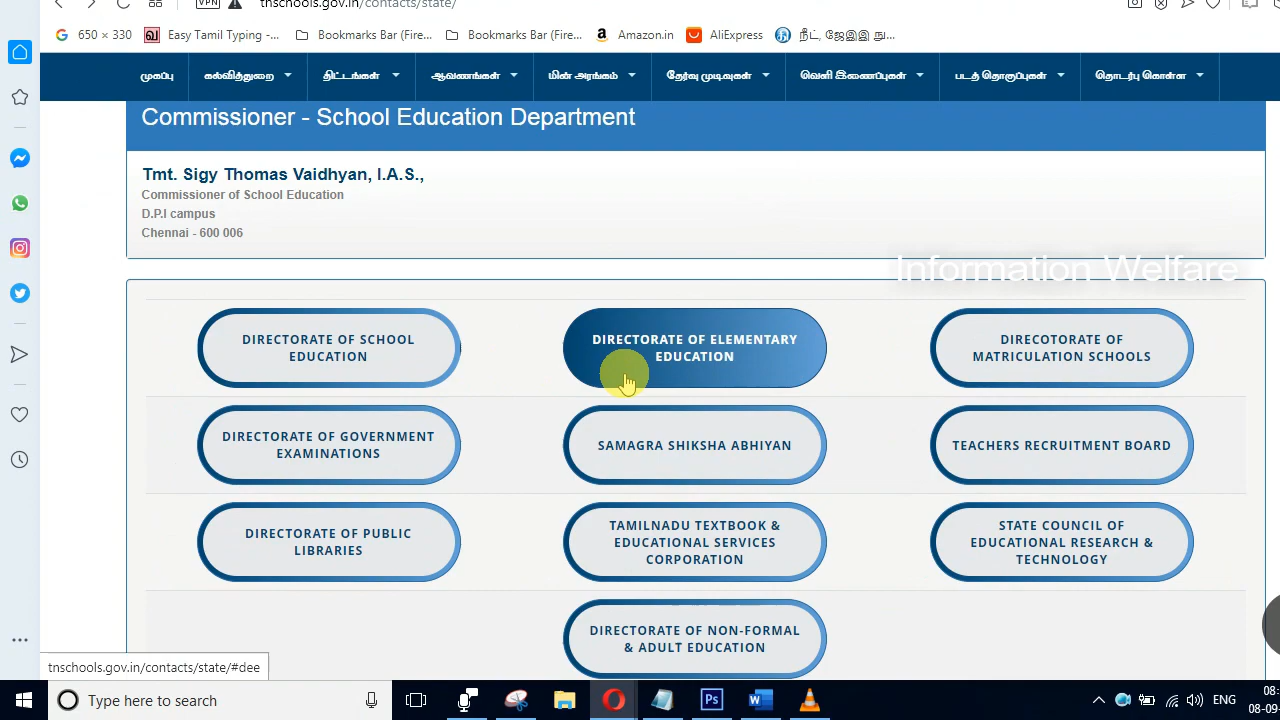 VPN
tnschools.gov.in/contacts/state/
650 × 330
Easy Tamil Typing -...
Bookmarks Bar (Fire...
Bookmarks Bar (Fire...
Amazon.in
AliExpress
நீட், ஜேஇஇ து...
முகப்பு
கல்வித்துறை
திட்டங்கள்
ஆவணங்கள்
மின் அரங்கம்
தேர்வு முடிவுகள்
வெளி இணைப்புகள்
படத் தொகுப்புகள்
தொடர்பு கொள்ள
Commissioner - School Education Department
Tmt. Sigy Thomas Vaidhyan, I.A.S.,
Commissioner of School Education
D.P.I campus
Chennai - 600 006
Information Welfare
DIRECTORATE OF SCHOOL
EDUCATION
DIRECTORATE OF ELEMENTARY
EDUCATION
DIRECOTORATE OF
MATRICULATION SCHOOLS
DIRECTORATE OF GOVERNMENT
EXAMINATIONS
SAMAGRA SHIKSHA ABHIYAN
TEACHERS RECRUITMENT BOARD
DIRECTORATE OF PUBLIC
LIBRARIES
TAMILNADU TEXTBOOK &
EDUCATIONAL SERVICES
CORPORATION
STATE COUNCIL OF
EDUCATIONAL RESEARCH &
TECHNOLOGY
DIRECTORATE OF NON-FORMAL
& ADULT EDUCATION
tnschools.gov.in/contacts/state/#dee
Type here to search
ENG
08:
08-09-